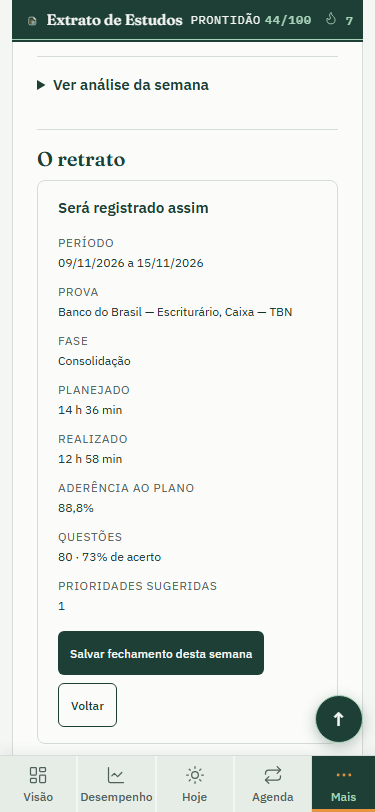 Extrato de Estudos PRONTIDÃO 44/100 7
Ver análise da semana
O retrato
Será registrado assim
PERÍODO
09/11/2026 a 15/11/2026
PROVA
Banco do Brasil — Escriturário, Caixa — TBN
FASE
Consolidação
PLANEJADO
14 h 36 min
REALIZADO
12 h 58 min
ADERÊNCIA AO PLANO
88,8%
QUESTÕES
80 · 73% de acerto
PRIORIDADES SUGERIDAS
1
Salvar fechamento desta semana
Voltar
Visão Desempenho Hoje Agenda Mais